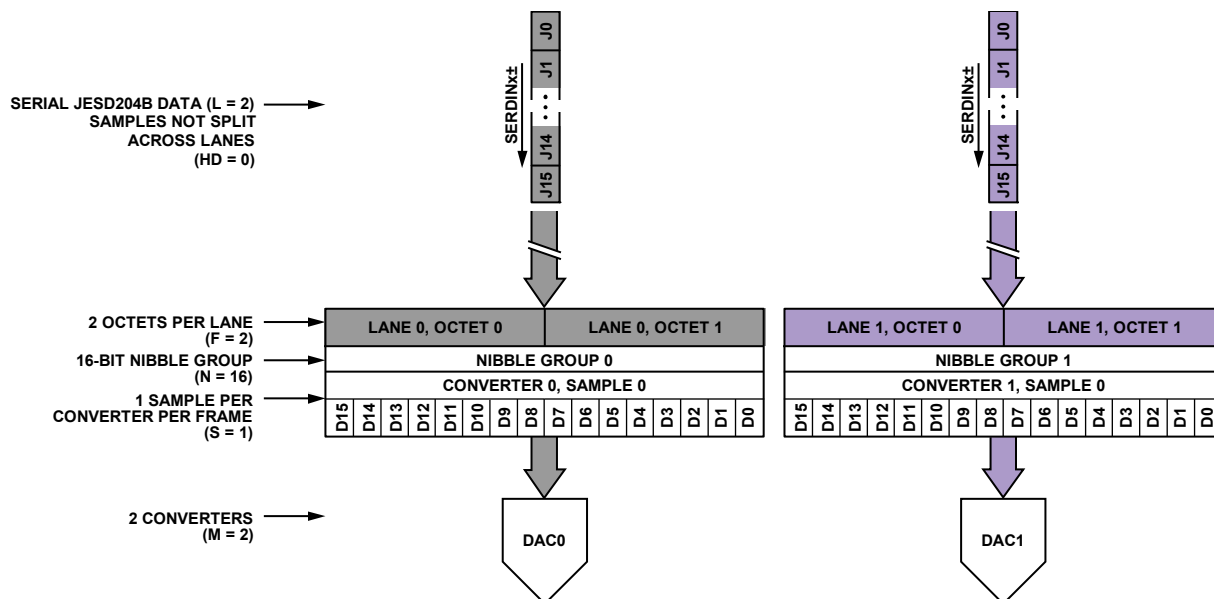 SERIAL JESD204B DATA (L = 2)
SAMPLES NOT SPLIT
ACROSS LANES
(HD = 0)
SERDINx±
J0
J1
J14
J15
SERDINx±
J0
J1
J14
J15
2 OCTETS PER LANE
(F = 2)
LANE 0, OCTET 0
LANE 0, OCTET 1
LANE 1, OCTET 0
LANE 1, OCTET 1
16-BIT NIBBLE GROUP
(N = 16)
NIBBLE GROUP 0
NIBBLE GROUP 1
CONVERTER 0, SAMPLE 0
CONVERTER 1, SAMPLE 0
1 SAMPLE PER
CONVERTER PER FRAME
(S = 1)
D15 D14 D13 D12 D11 D10 D9 D8 D7 D6 D5 D4 D3 D2 D1 D0
D15 D14 D13 D12 D11 D10 D9 D8 D7 D6 D5 D4 D3 D2 D1 D0
2 CONVERTERS
(M = 2)
DAC0
DAC1